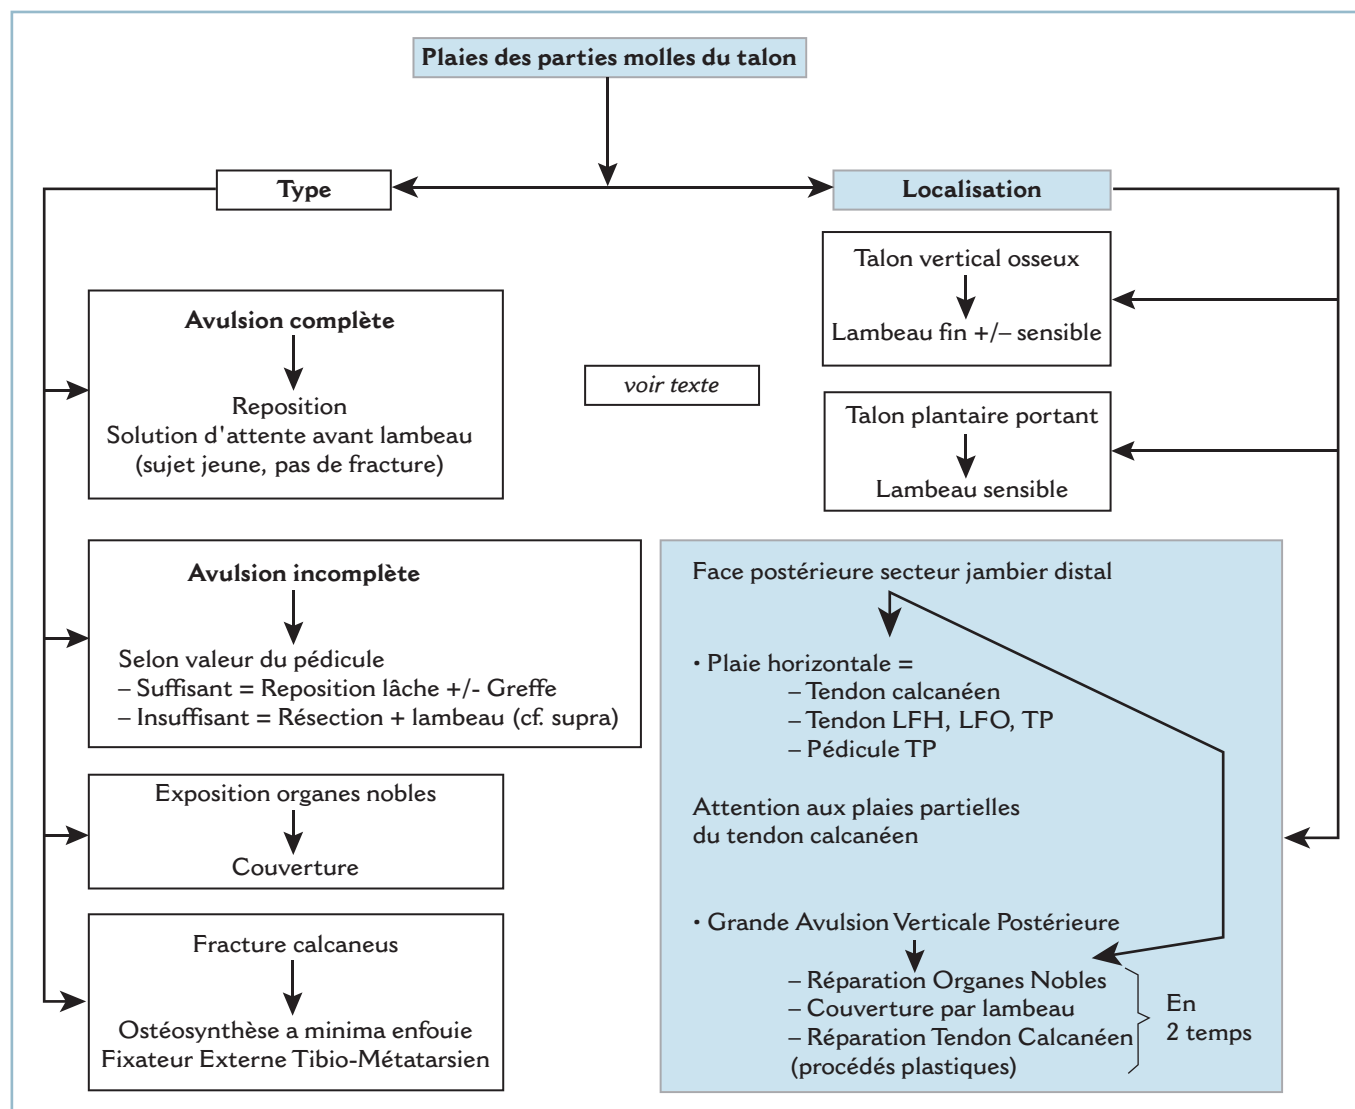 Plaies des parties molles du talon
Type
Localisation
Avulsion complète
Reposition
Solution d'attente avant lambeau
(sujet jeune, pas de fracture)
Avulsion incomplète
Selon valeur du pédicule
– Suffisant = Reposition lâche +/- Greffe
– Insuffisant = Résection + lambeau (cf. supra)
Exposition organes nobles
Couverture
Fracture calcaneus
Ostéosynthèse a minima enfouie
Fixateur Externe Tibio-Métatarsien
voir texte
Talon vertical osseux
Lambeau fin +/– sensible
Talon plantaire portant
Lambeau sensible
Face postérieure secteur jambier distal
• Plaie horizontale =
– Tendon calcanéen
– Tendon LFH, LFO, TP
– Pédicule TP
Attention aux plaies partielles
du tendon calcanéen
• Grande Avulsion Verticale Postérieure
– Réparation Organes Nobles
– Couverture par lambeau
– Réparation Tendon Calcanéen
(procédés plastiques)
En
2 temps